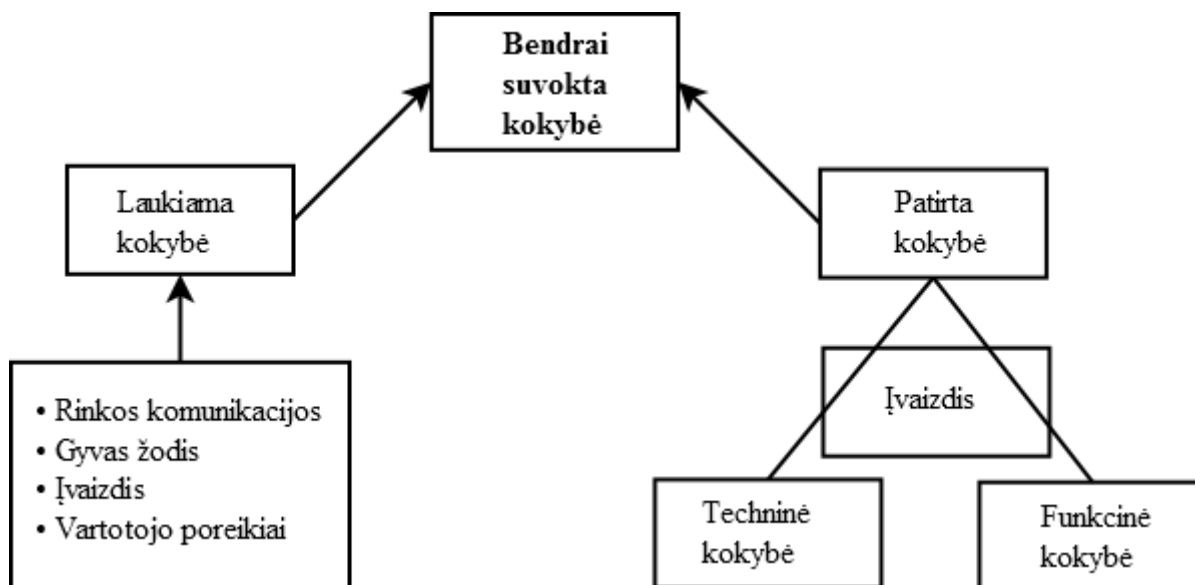 Bendrai
suvokta
kokybė
Laukiama
kokybė
Patirta
kokybė
• Rinkos komunikacijos
• Gyvas žodis
• Įvaizdis
• Vartotojo poreikiai
Įvaizdis
Techninė
kokybė
Funkcinė
kokybė